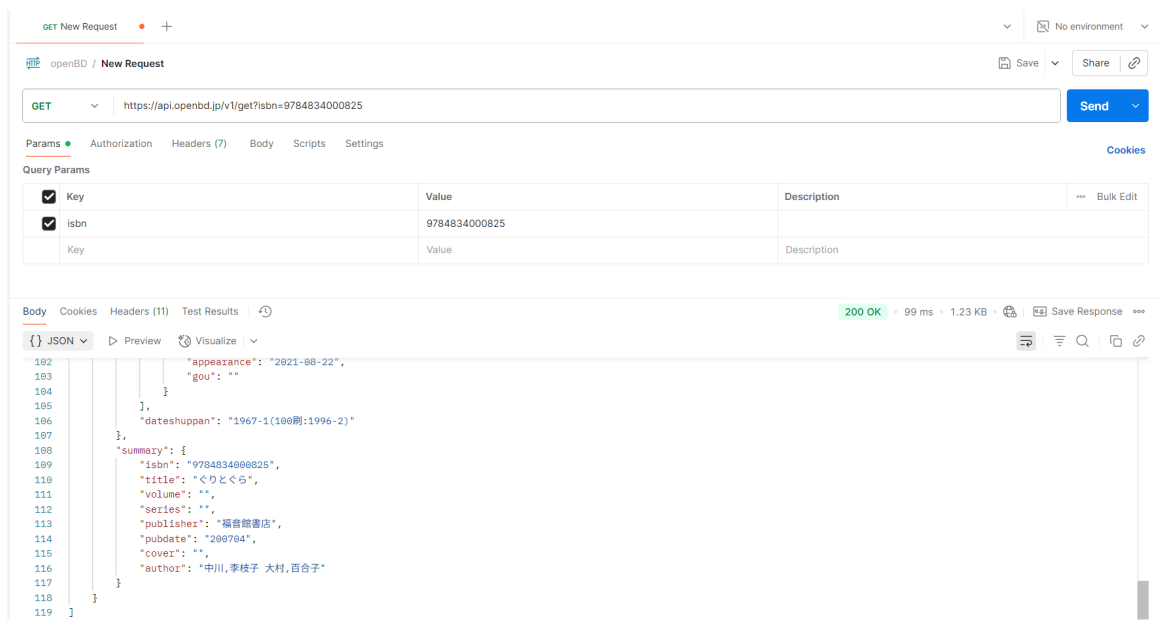 GET New Request
No environment
HTTP openBD / New Request Save Share
GET https://api.openbd.jp/v1/get?isbn=9784834000825 Send
Params Authorization Headers (7) Body Scripts Settings Cookies
Query Params
Key Value Description Bulk Edit
isbn 9784834000825
Key Value Description
Body Cookies Headers (11) Test Results 200 OK 99 ms 1.23 KB Save Response
{} JSON Preview Visualize
102 "appearance": "2021-08-22",
103 "gou": ""
104 }
105 ],
106 "dateshuppan": "1967-1(100刷:1996-2)"
107 },
108 "summary": {
109 "isbn": "9784834000825",
110 "title": "ぐりとぐら",
111 "volume": "",
112 "series": "",
113 "publisher": "福音館書店",
114 "pubdate": "200704",
115 "cover": "",
116 "author": "中川,李枝子 大村,百合子"
117 }
118 }
119 ]